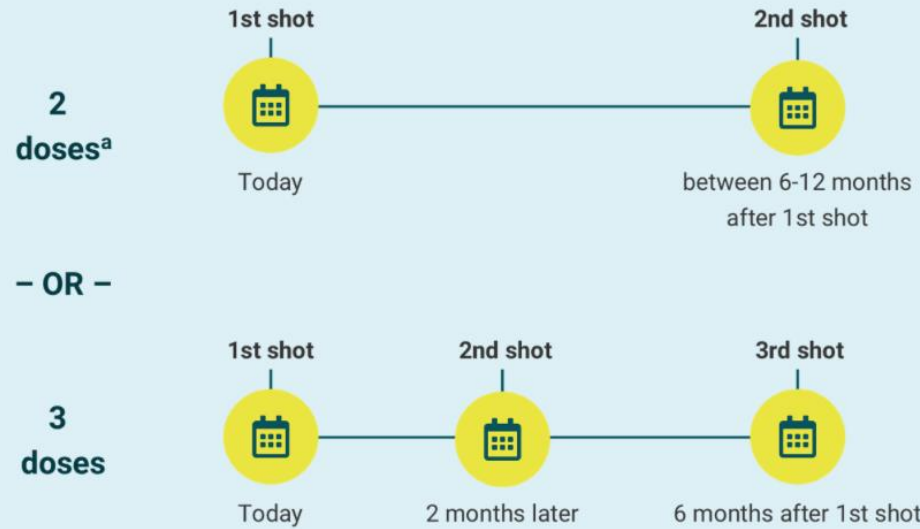 1st shot
2nd shot
2
dosesᵃ
Today
between 6-12 months
after 1st shot
– OR –
1st shot
2nd shot
3rd shot
3
doses
Today
2 months later
6 months after 1st shot